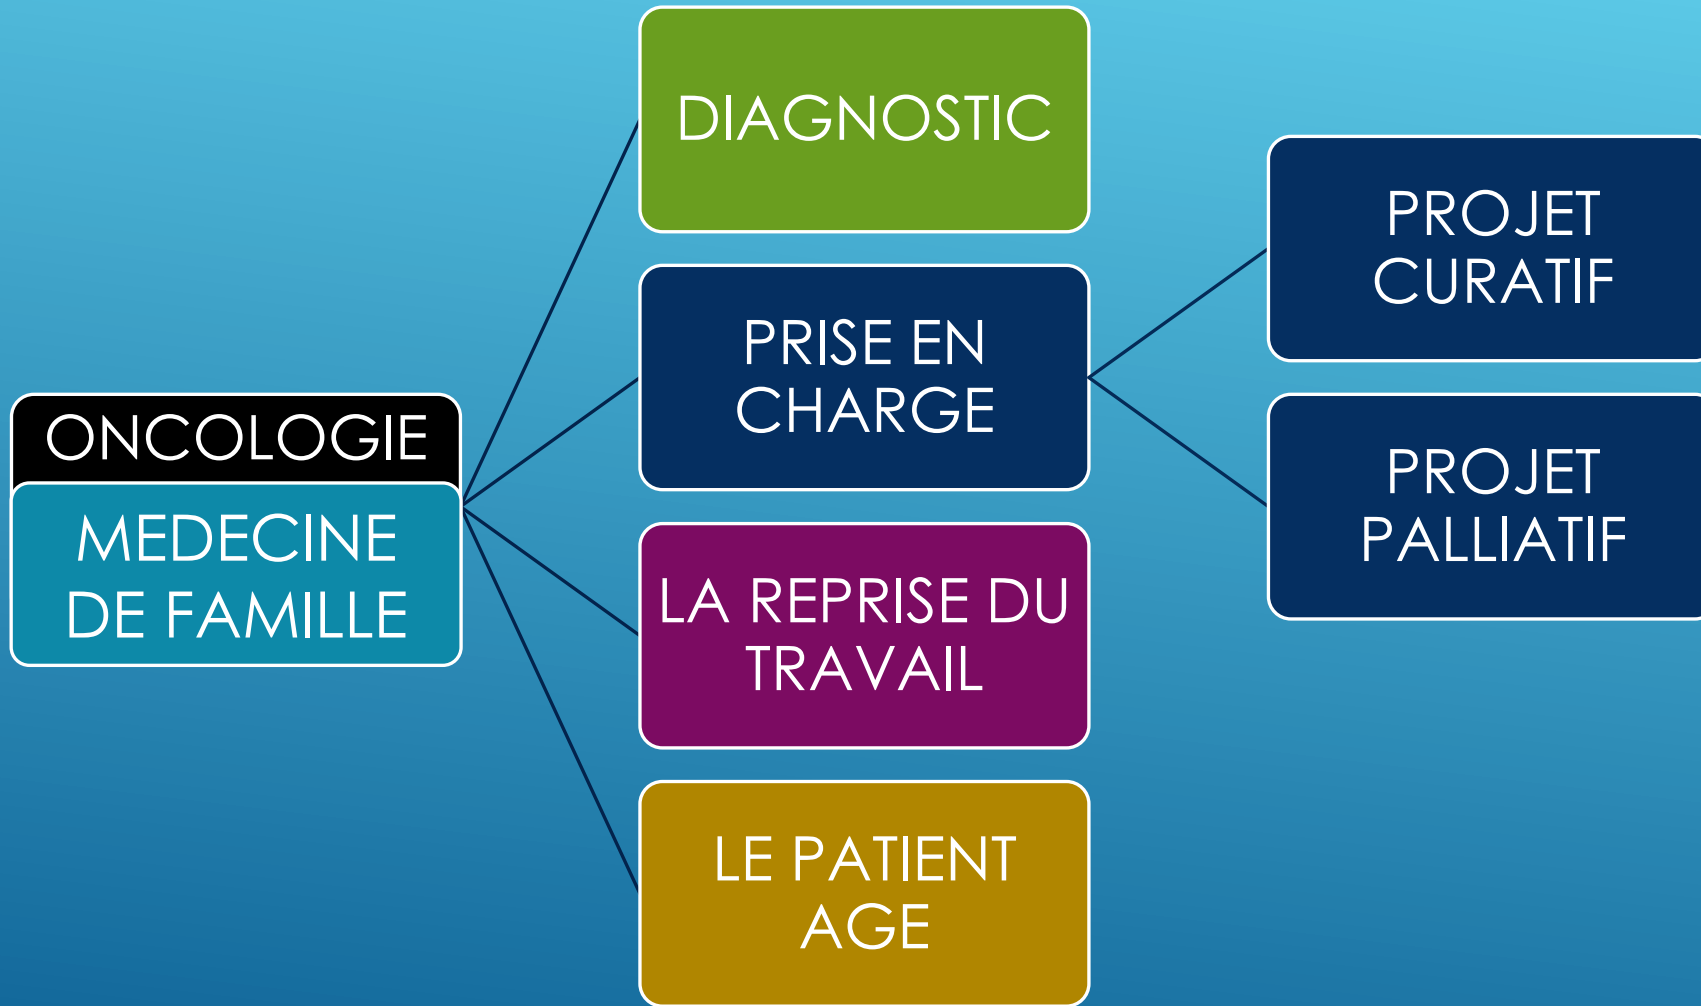 ONCOLOGIE
MEDECINE
DE FAMILLE
DIAGNOSTIC
PRISE EN
CHARGE
LA REPRISE DU
TRAVAIL
LE PATIENT
AGE
PROJET
CURATIF
PROJET
PALLIATIF